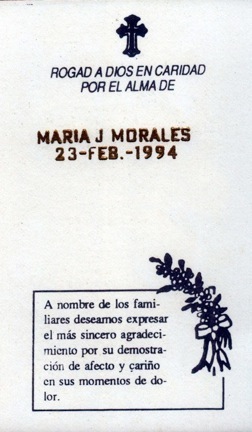 ROGAD A DIOS EN CARIDAD
POR EL ALMA DE
MARIA J MORALES
23-FEB.-1994
A nombre de los fami-
liares deseamos expresar
el más sincero agradeci-
miento por su demostra-
ción de afecto y cariño
en sus momentos de do-
lor.